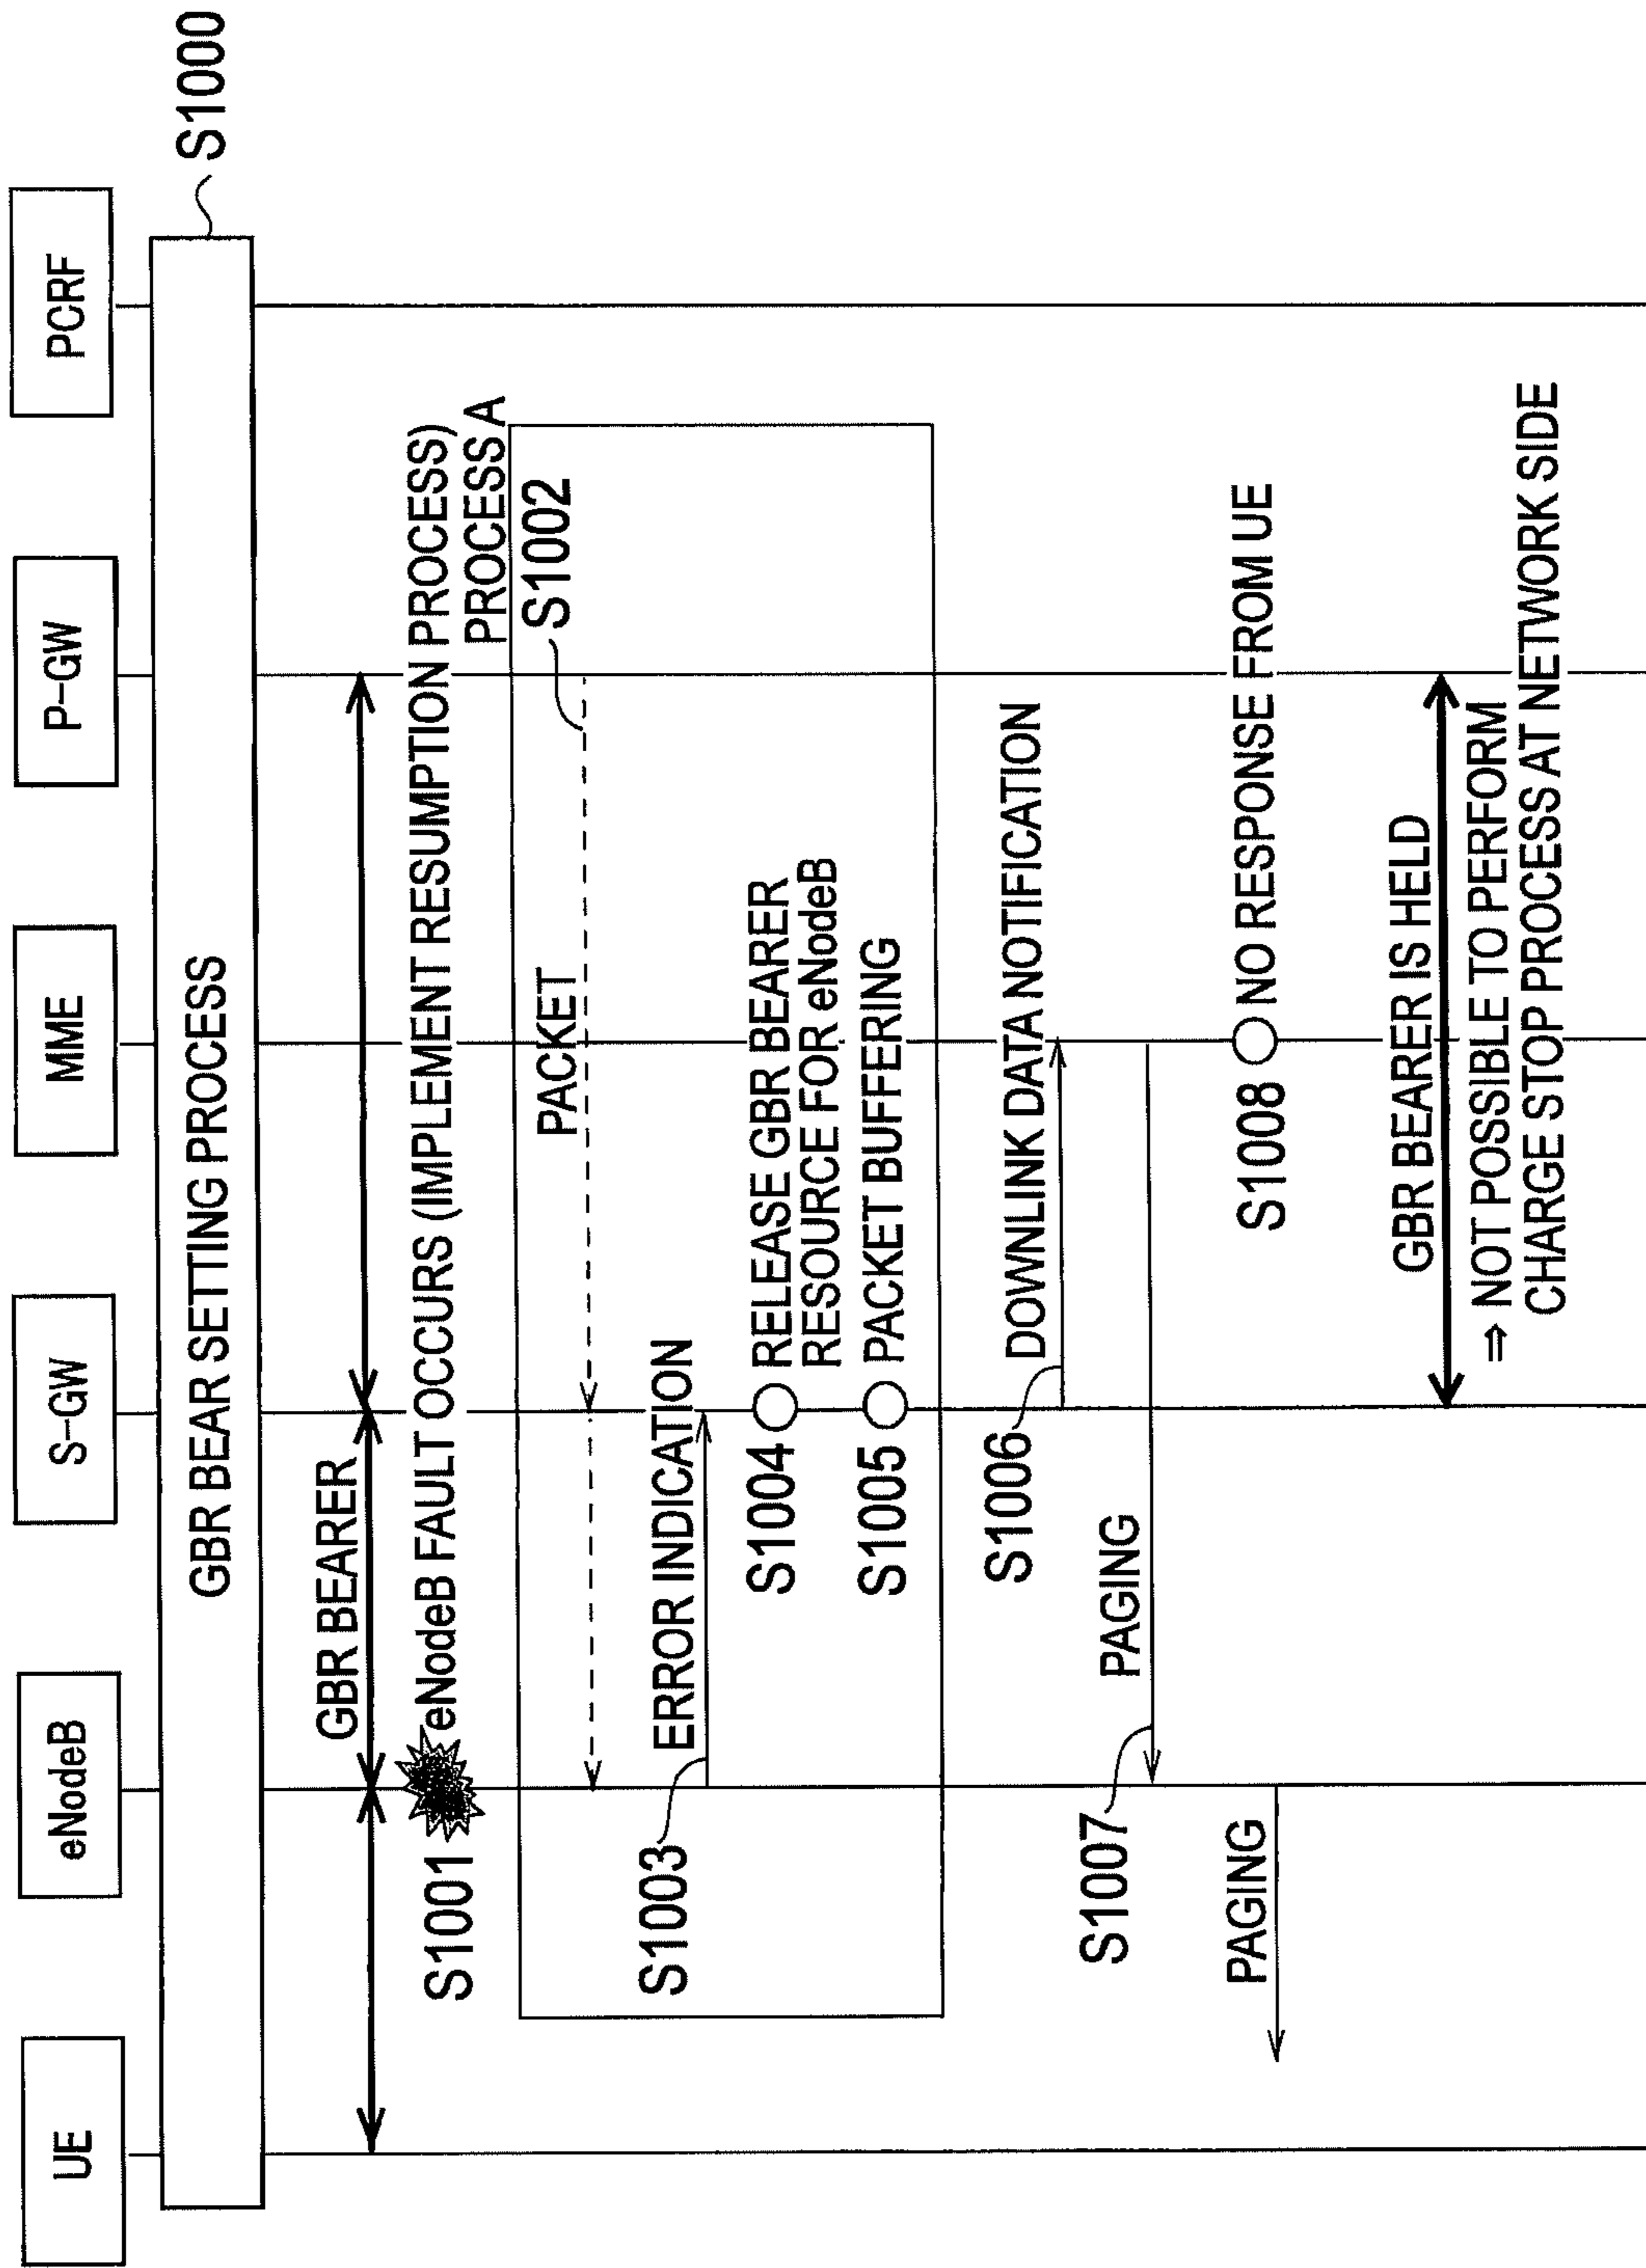 UE
eNodeB
S-GW
MME
P-GW
PCRF
GBR BEAR SETTING PROCESS
S1000
GBR BEARER
S1001
eNodeB FAULT OCCURS (IMPLEMENT RESUMPTION PROCESS)
PROCESS A
PACKET
S1002
S1003
ERROR INDICATION
S1004
RELEASE GBR BEARER
RESOURCE FOR eNodeB
S1005
PACKET BUFFERING
S1006
DOWNLINK DATA NOTIFICATION
S1007
PAGING
PAGING
S1008
NO RESPONSE FROM UE
GBR BEARER IS HELD
⇒ NOT POSSIBLE TO PERFORM
CHARGE STOP PROCESS AT NETWORK SIDE